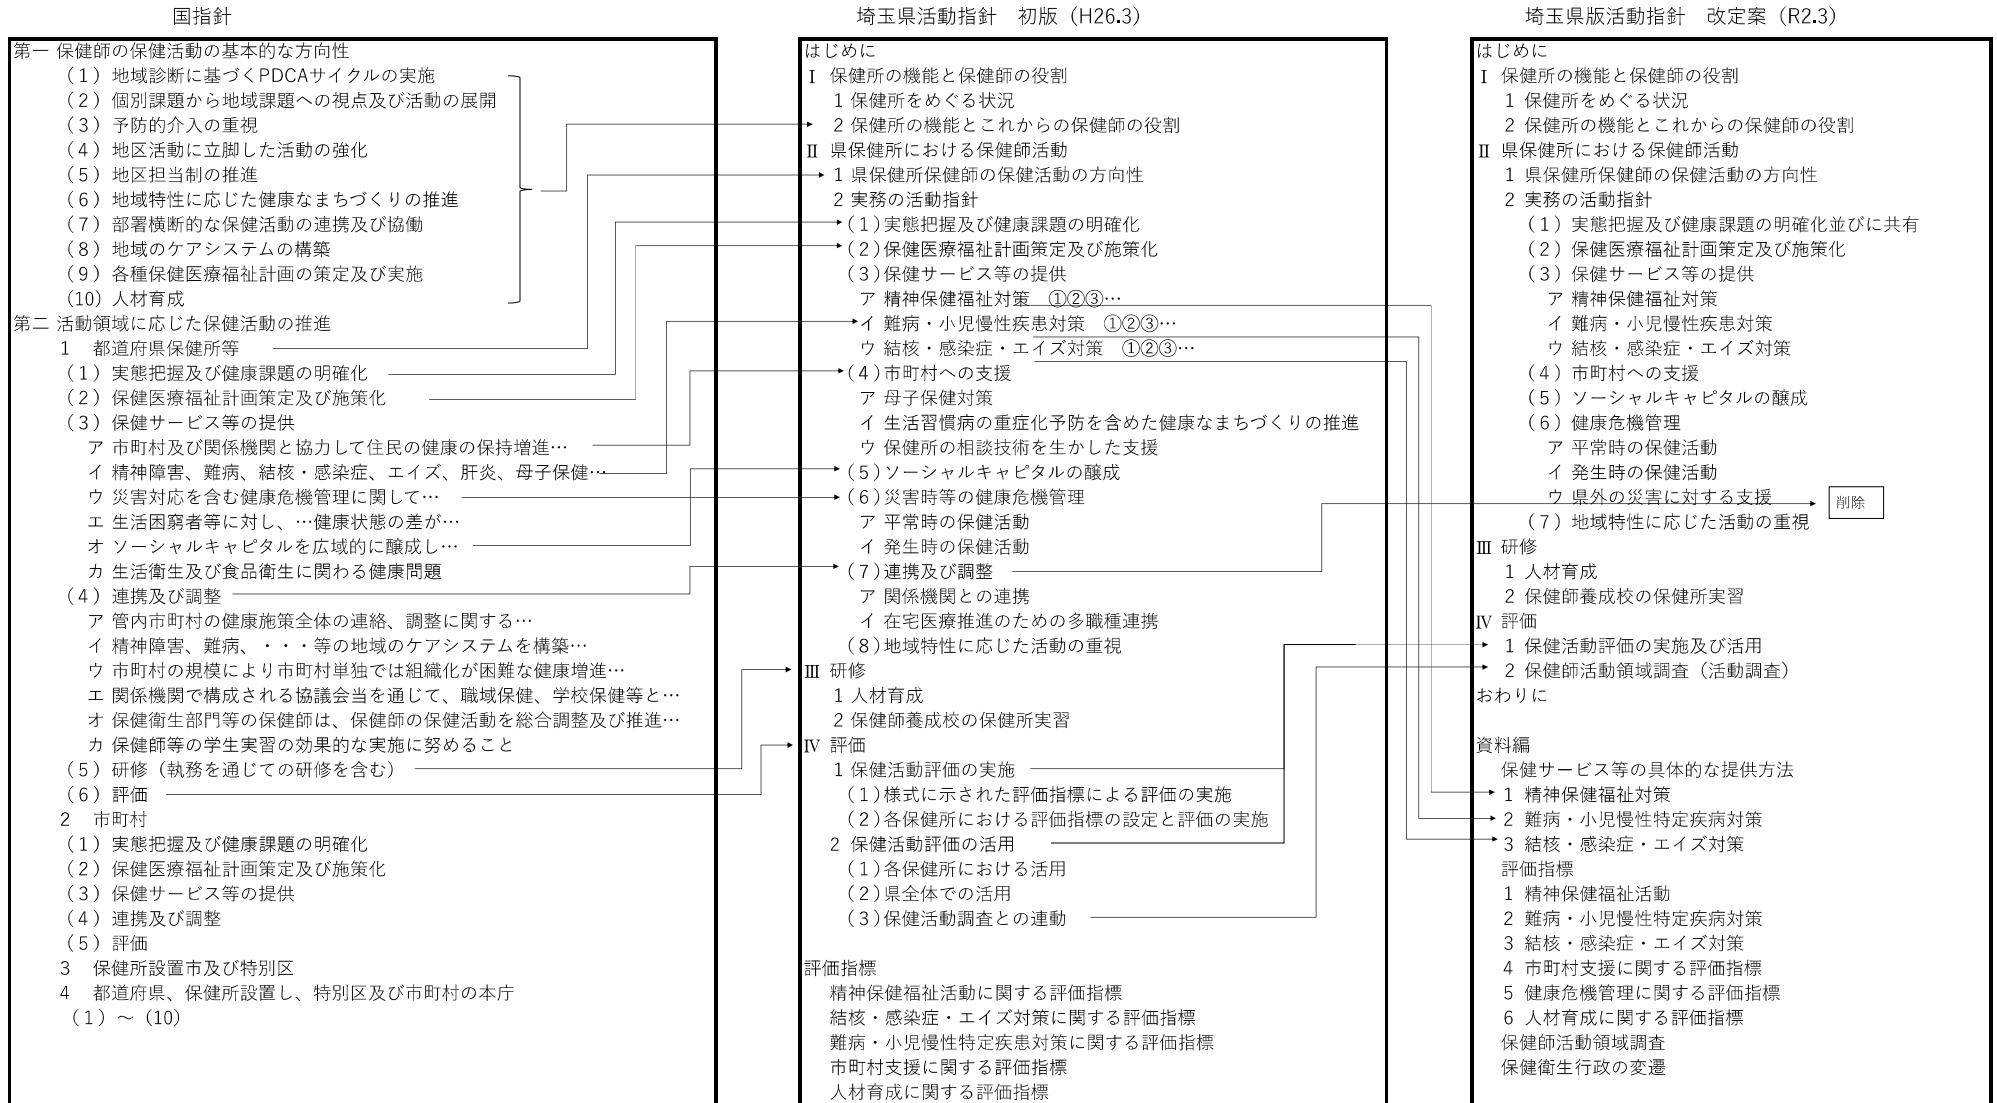 国指針
第一 保健師の保健活動の基本的な方向性
（1）地域診断に基づくPDCAサイクルの実施
（2）個別課題から地域課題への視点及び活動の展開
（3）予防的介入の重視
（4）地区活動に立脚した活動の強化
（5）地区担当制の推進
（6）地域特性に応じた健康なまちづくりの推進
（7）部署横断的な保健活動の連携及び協働
（8）地域のケアシステムの構築
（9）各種保健医療福祉計画の策定及び実施
（10）人材育成
第二 活動領域に応じた保健活動の推進
1　都道府県保健所等
（1）実態把握及び健康課題の明確化
（2）保健医療福祉計画策定及び施策化
（3）保健サービス等の提供
ア 市町村及び関係機関と協力して住民の健康の保持増進…
イ 精神障害、難病、結核・感染症、エイズ、肝炎、母子保健…
ウ 災害対応を含む健康危機管理に関して…
エ 生活困窮者等に対し、…健康状態の差が…
オ ソーシャルキャピタルを広域的に醸成し…
カ 生活衛生及び食品衛生に関わる健康問題
（4）連携及び調整
ア 管内市町村の健康施策全体の連絡、調整に関する…
イ 精神障害、難病、・・・等の地域のケアシステムを構築…
ウ 市町村の規模により市町村単独では組織化が困難な健康増進…
エ 関係機関で構成される協議会当を通じて、職域保健、学校保健等と…
オ 保健衛生部門等の保健師は、保健師の保健活動を総合調整及び推進…
カ 保健師等の学生実習の効果的な実施に努めること
（5）研修（執務を通じての研修を含む）
（6）評価
2　市町村
（1）実態把握及び健康課題の明確化
（2）保健医療福祉計画策定及び施策化
（3）保健サービス等の提供
（4）連携及び調整
（5）評価
3　保健所設置市及び特別区
4　都道府県、保健所設置し、特別区及び市町村の本庁
（1）～（10）
埼玉県活動指針　初版（H26.3）
はじめに
Ⅰ 保健所の機能と保健師の役割
1 保健所をめぐる状況
2 保健所の機能とこれからの保健師の役割
Ⅱ 県保健所における保健師活動
1 県保健所保健師の保健活動の方向性
2 実務の活動指針
（1）実態把握及び健康課題の明確化
（2）保健医療福祉計画策定及び施策化
（3）保健サービス等の提供
ア 精神保健福祉対策　①②③…
イ 難病・小児慢性疾患対策　①②③…
ウ 結核・感染症・エイズ対策　①②③…
（4）市町村への支援
ア 母子保健対策
イ 生活習慣病の重症化予防を含めた健康なまちづくりの推進
ウ 保健所の相談技術を生かした支援
（5）ソーシャルキャピタルの醸成
（6）災害時等の健康危機管理
ア 平常時の保健活動
イ 発生時の保健活動
（7）連携及び調整
ア 関係機関との連携
イ 在宅医療推進のための多職種連携
（8）地域特性に応じた活動の重視
Ⅲ 研修
1 人材育成
2 保健師養成校の保健所実習
Ⅳ 評価
1 保健活動評価の実施
（1）様式に示された評価指標による評価の実施
（2）各保健所における評価指標の設定と評価の実施
2 保健活動評価の活用
（1）各保健所における活用
（2）県全体での活用
（3）保健活動調査との連動
評価指標
精神保健福祉活動に関する評価指標
結核・感染症・エイズ対策に関する評価指標
難病・小児慢性特定疾患対策に関する評価指標
市町村支援に関する評価指標
人材育成に関する評価指標
埼玉県版活動指針　改定案（R2.3）
はじめに
Ⅰ 保健所の機能と保健師の役割
1 保健所をめぐる状況
2 保健所の機能とこれからの保健師の役割
Ⅱ 県保健所における保健師活動
1 県保健所保健師の保健活動の方向性
2 実務の活動指針
（1）実態把握及び健康課題の明確化並びに共有
（2）保健医療福祉計画策定及び施策化
（3）保健サービス等の提供
ア 精神保健福祉対策
イ 難病・小児慢性疾患対策
ウ 結核・感染症・エイズ対策
（4）市町村への支援
（5）ソーシャルキャピタルの醸成
（6）健康危機管理
ア 平常時の保健活動
イ 発生時の保健活動
ウ 県外の災害に対する支援
削除
（7）地域特性に応じた活動の重視
Ⅲ 研修
1 人材育成
2 保健師養成校の保健所実習
Ⅳ 評価
1 保健活動評価の実施及び活用
2 保健師活動領域調査（活動調査）
おわりに
資料編
保健サービス等の具体的な提供方法
1 精神保健福祉対策
2 難病・小児慢性特定疾病対策
3 結核・感染症・エイズ対策
評価指標
1 精神保健福祉活動
2 難病・小児慢性特定疾病対策
3 結核・感染症・エイズ対策
4 市町村支援に関する評価指標
5 健康危機管理に関する評価指標
6 人材育成に関する評価指標
保健師活動領域調査
保健衛生行政の変遷